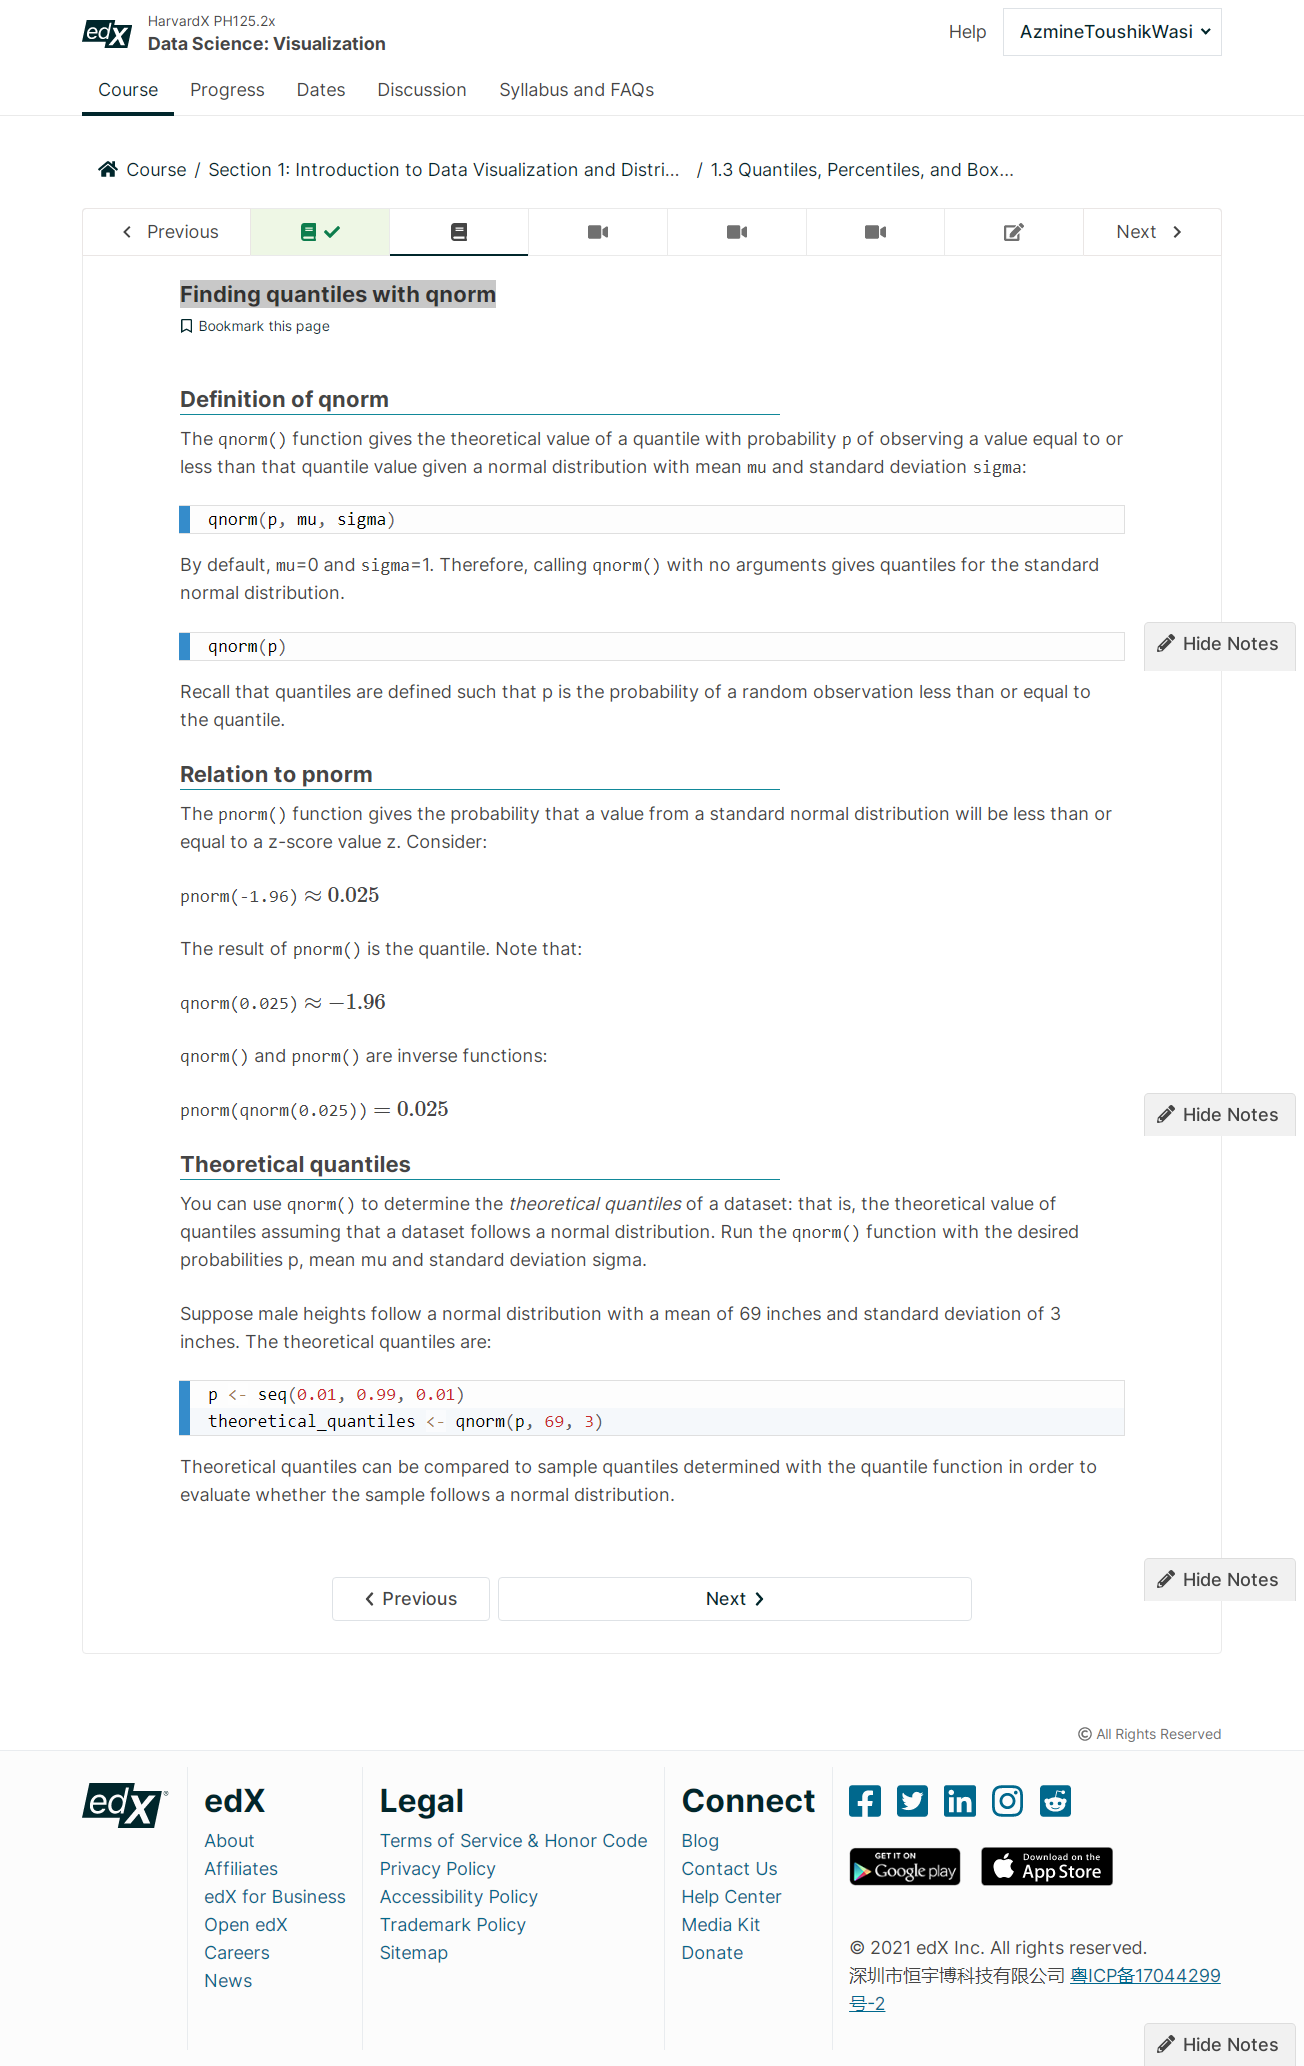 edX
HarvardX PH125.2x
Data Science: Visualization
Help
AzmineToushikWasi
Course Progress Dates Discussion Syllabus and FAQs
Course / Section 1: Introduction to Data Visualization and Distri... / 1.3 Quantiles, Percentiles, and Box...
Previous
Next
Finding quantiles with qnorm
Bookmark this page
Definition of qnorm
The qnorm() function gives the theoretical value of a quantile with probability p of observing a value equal to or
less than that quantile value given a normal distribution with mean mu and standard deviation sigma:
qnorm(p, mu, sigma)
By default, mu=0 and sigma=1. Therefore, calling qnorm() with no arguments gives quantiles for the standard
normal distribution.
qnorm(p)
Hide Notes
Recall that quantiles are defined such that p is the probability of a random observation less than or equal to
the quantile.
Relation to pnorm
The pnorm() function gives the probability that a value from a standard normal distribution will be less than or
equal to a z-score value z. Consider:
pnorm(-1.96) ≈ 0.025
The result of pnorm() is the quantile. Note that:
qnorm(0.025) ≈ −1.96
qnorm() and pnorm() are inverse functions:
pnorm(qnorm(0.025)) = 0.025
Hide Notes
Theoretical quantiles
You can use qnorm() to determine the theoretical quantiles of a dataset: that is, the theoretical value of
quantiles assuming that a dataset follows a normal distribution. Run the qnorm() function with the desired
probabilities p, mean mu and standard deviation sigma.
Suppose male heights follow a normal distribution with a mean of 69 inches and standard deviation of 3
inches. The theoretical quantiles are:
p <- seq(0.01, 0.99, 0.01)
theoretical_quantiles <- qnorm(p, 69, 3)
Theoretical quantiles can be compared to sample quantiles determined with the quantile function in order to
evaluate whether the sample follows a normal distribution.
Hide Notes
Previous
Next
© All Rights Reserved
edX®
edX
About
Affiliates
edX for Business
Open edX
Careers
News
Legal
Terms of Service & Honor Code
Privacy Policy
Accessibility Policy
Trademark Policy
Sitemap
Connect
Blog
Contact Us
Help Center
Media Kit
Donate
GET IT ON
Google play
Download on the
App Store
© 2021 edX Inc. All rights reserved.
深圳市恒宇博科技有限公司 粤ICP备17044299
号-2
Hide Notes